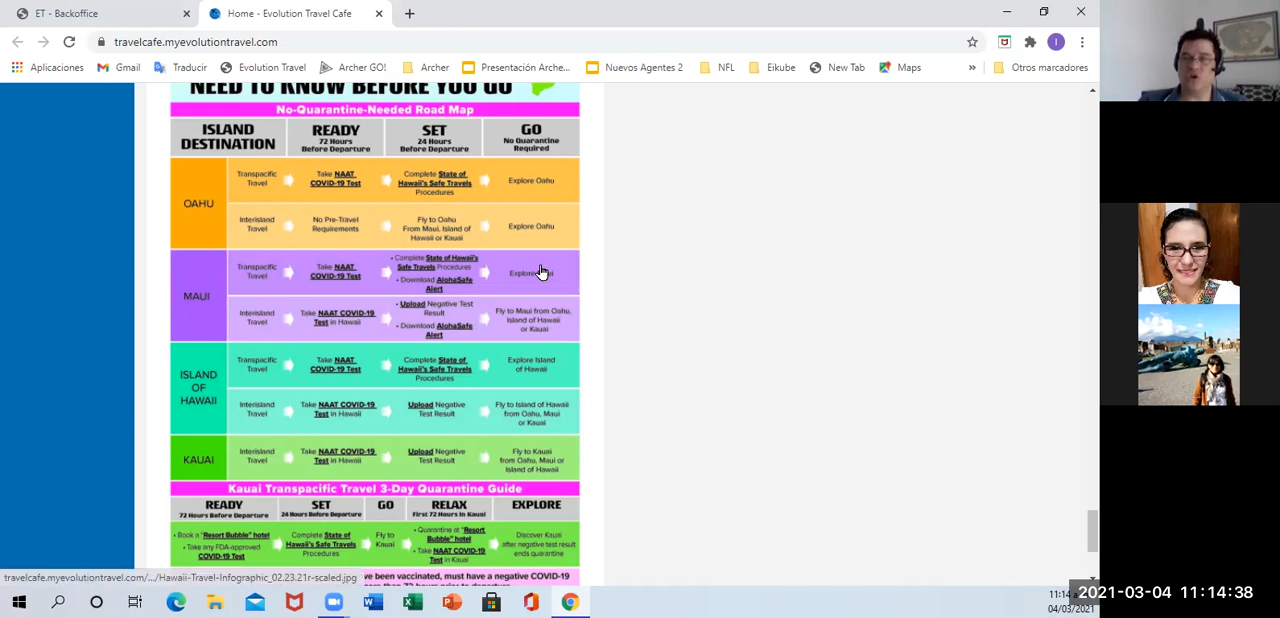 ET - Backoffice
Home - Evolution Travel Cafe
travelcafe.myevolutiontravel.com
Aplicaciones
Gmail
Traducir
Evolution Travel
Archer GO!
Archer
Presentación Arche...
Nuevos Agentes 2
NFL
Eikube
New Tab
Maps
»
Otros marcadores
NEED TO KNOW BEFORE YOU GO
No-Quarantine-Needed Road Map
ISLAND
DESTINATION
READY
72 Hours
Before Departure
SET
24 Hours
Before Departure
GO
No Quarantine
Required
OAHU
Transpacific
Travel
Take NAAT
COVID-19 Test
Complete State of
Hawaii's Safe Travels
Procedures
Explore Oahu
Interisland
Travel
No Pre-Travel
Requirements
Fly to Oahu
From Maui, Island of
Hawaii or Kauai
Explore Oahu
MAUI
Transpacific
Travel
Take NAAT
COVID-19 Test
• Complete State of Hawaii's
Safe Travels Procedures
• Download AlohaSafe
Alert
Interisland
Travel
Take NAAT COVID-19
Test in Hawaii
• Upload Negative Test
Result
• Download AlohaSafe
Alert
Fly to Maui from Oahu,
Island of Hawaii
or Kauai
ISLAND
OF
HAWAII
Transpacific
Travel
Take NAAT
COVID-19 Test
Complete State of
Hawaii's Safe Travels
Procedures
Explore Island
of Hawaii
Interisland
Travel
Take NAAT COVID-19
Test in Hawaii
Upload Negative
Test Result
Fly to Island of Hawaii
from Oahu, Maui
or Kauai
KAUAI
Interisland
Travel
Take NAAT COVID-19
Test in Hawaii
Upload Negative
Test Result
Fly to Kauai
from Oahu, Maui or
Island of Hawaii
Kauai Transpacific Travel 3-Day Quarantine Guide
READY
72 Hours Before Departure
SET
24 Hours Before Departure
GO
RELAX
First 72 Hours in Kauai
EXPLORE
• Book a "Resort Bubble" hotel
• Take any FDA-approved
COVID-19 Test
Complete State of
Hawaii's Safe Travels
Procedures
Fly to
Kauai
• Quarantine at "Resort
Bubble" hotel
• Take NAAT COVID-19
Test in Kauai
Discover Kauai
after negative test result
ends quarantine
travelcafe.myevolutiontravel.com/.../Hawaii-Travel-Infographic_02.23.21r-scaled.jpg
been vaccinated, must have a negative COVID-19
11:14
04/03/2021
2021-03-04 11:14:38